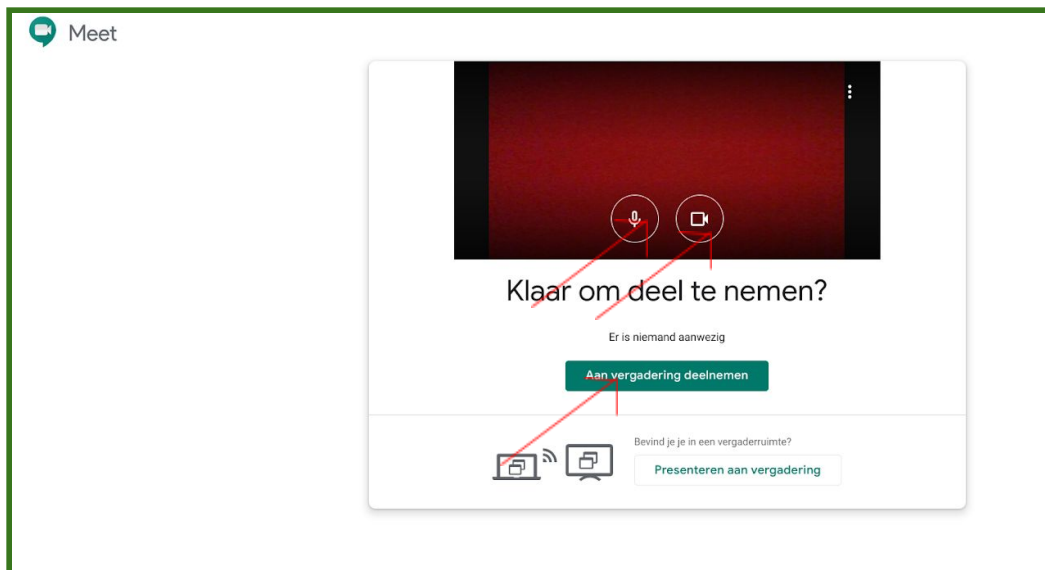 Meet
Klaar om deel te nemen?
Er is niemand aanwezig
Aan vergadering deelnemen
Bevind je je in een vergaderruimte?
Presenteren aan vergadering